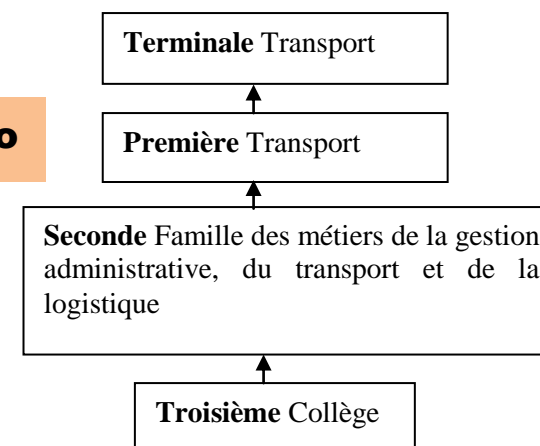 Terminale Transport
o
Première Transport
Seconde Famille des métiers de la gestion
administrative, du transport et de la
logistique
Troisième Collège